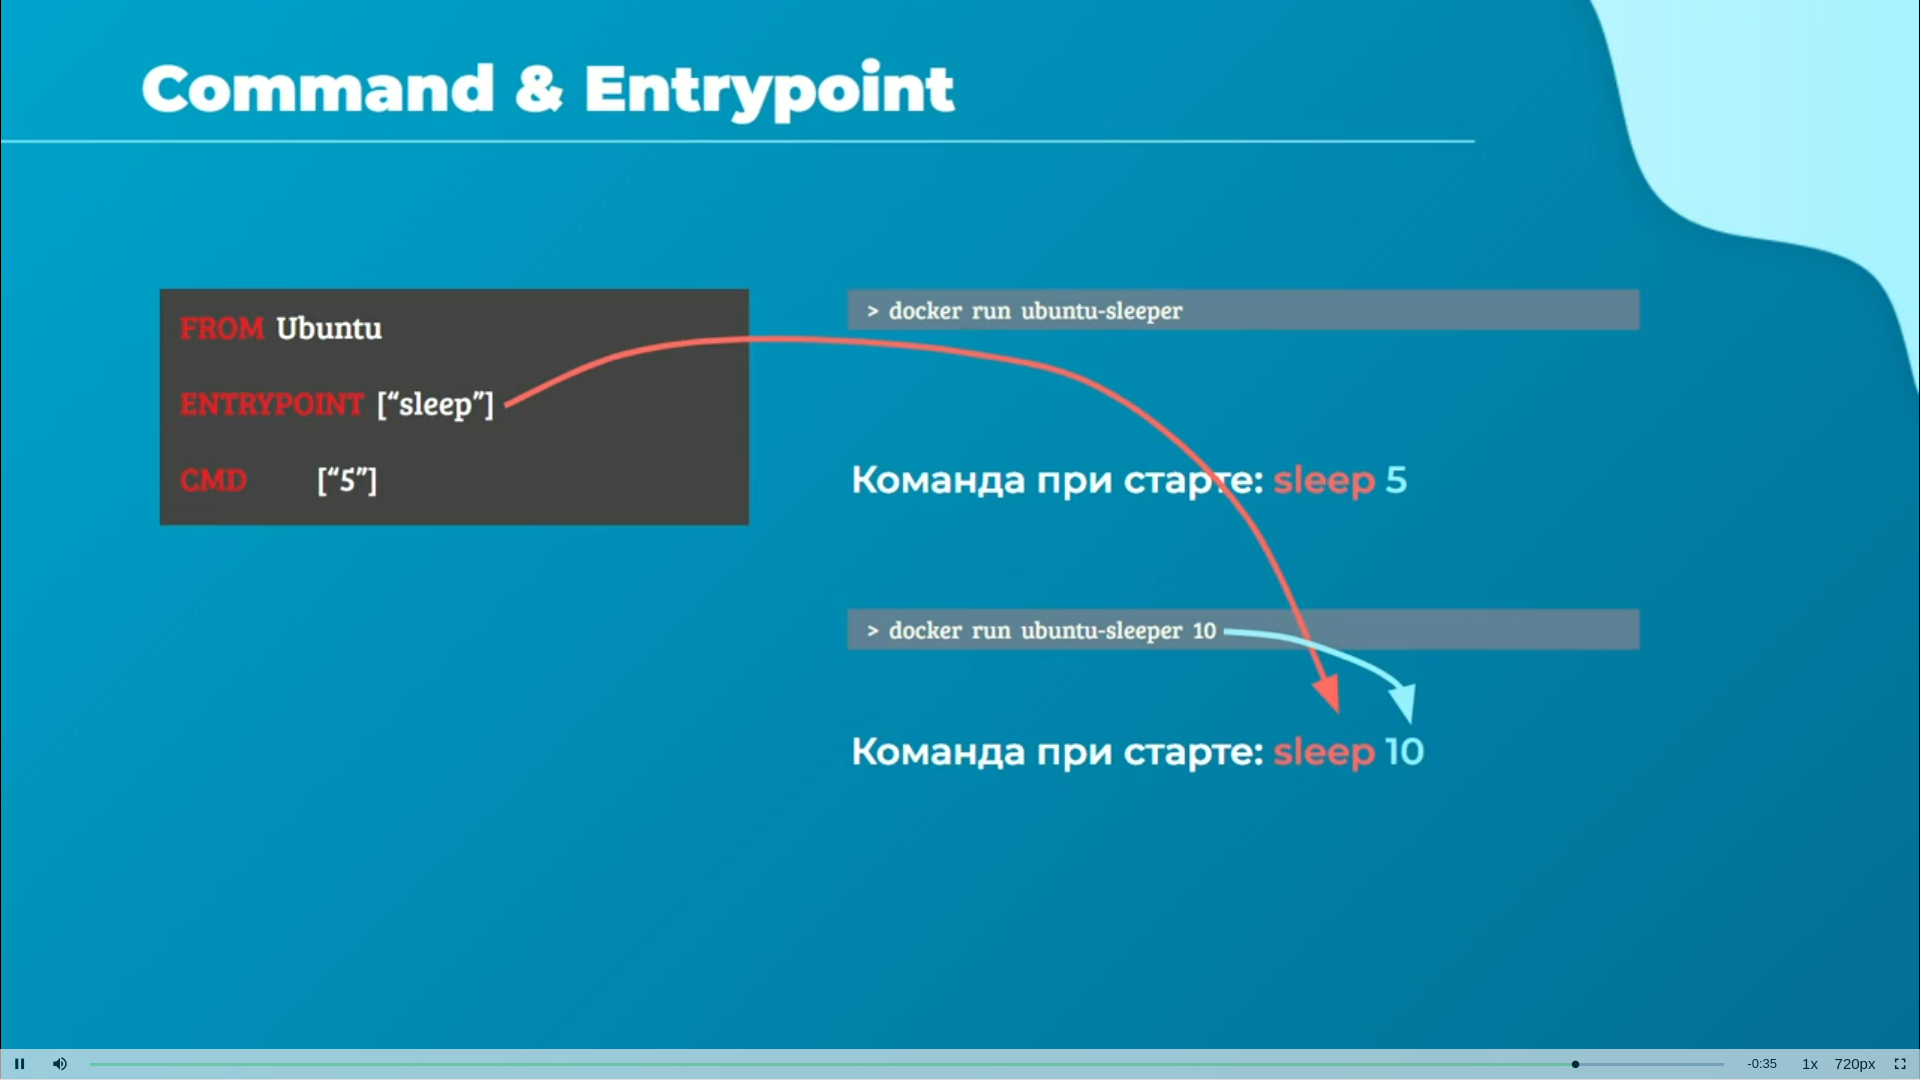 Command & Entrypoint
FROM Ubuntu
ENTRYPOINT [“sleep”]
CMD [“5”]
> docker run ubuntu-sleeper
Команда при старте: sleep 5
> docker run ubuntu-sleeper 10
Команда при старте: sleep 10
-0:35 1x 720px